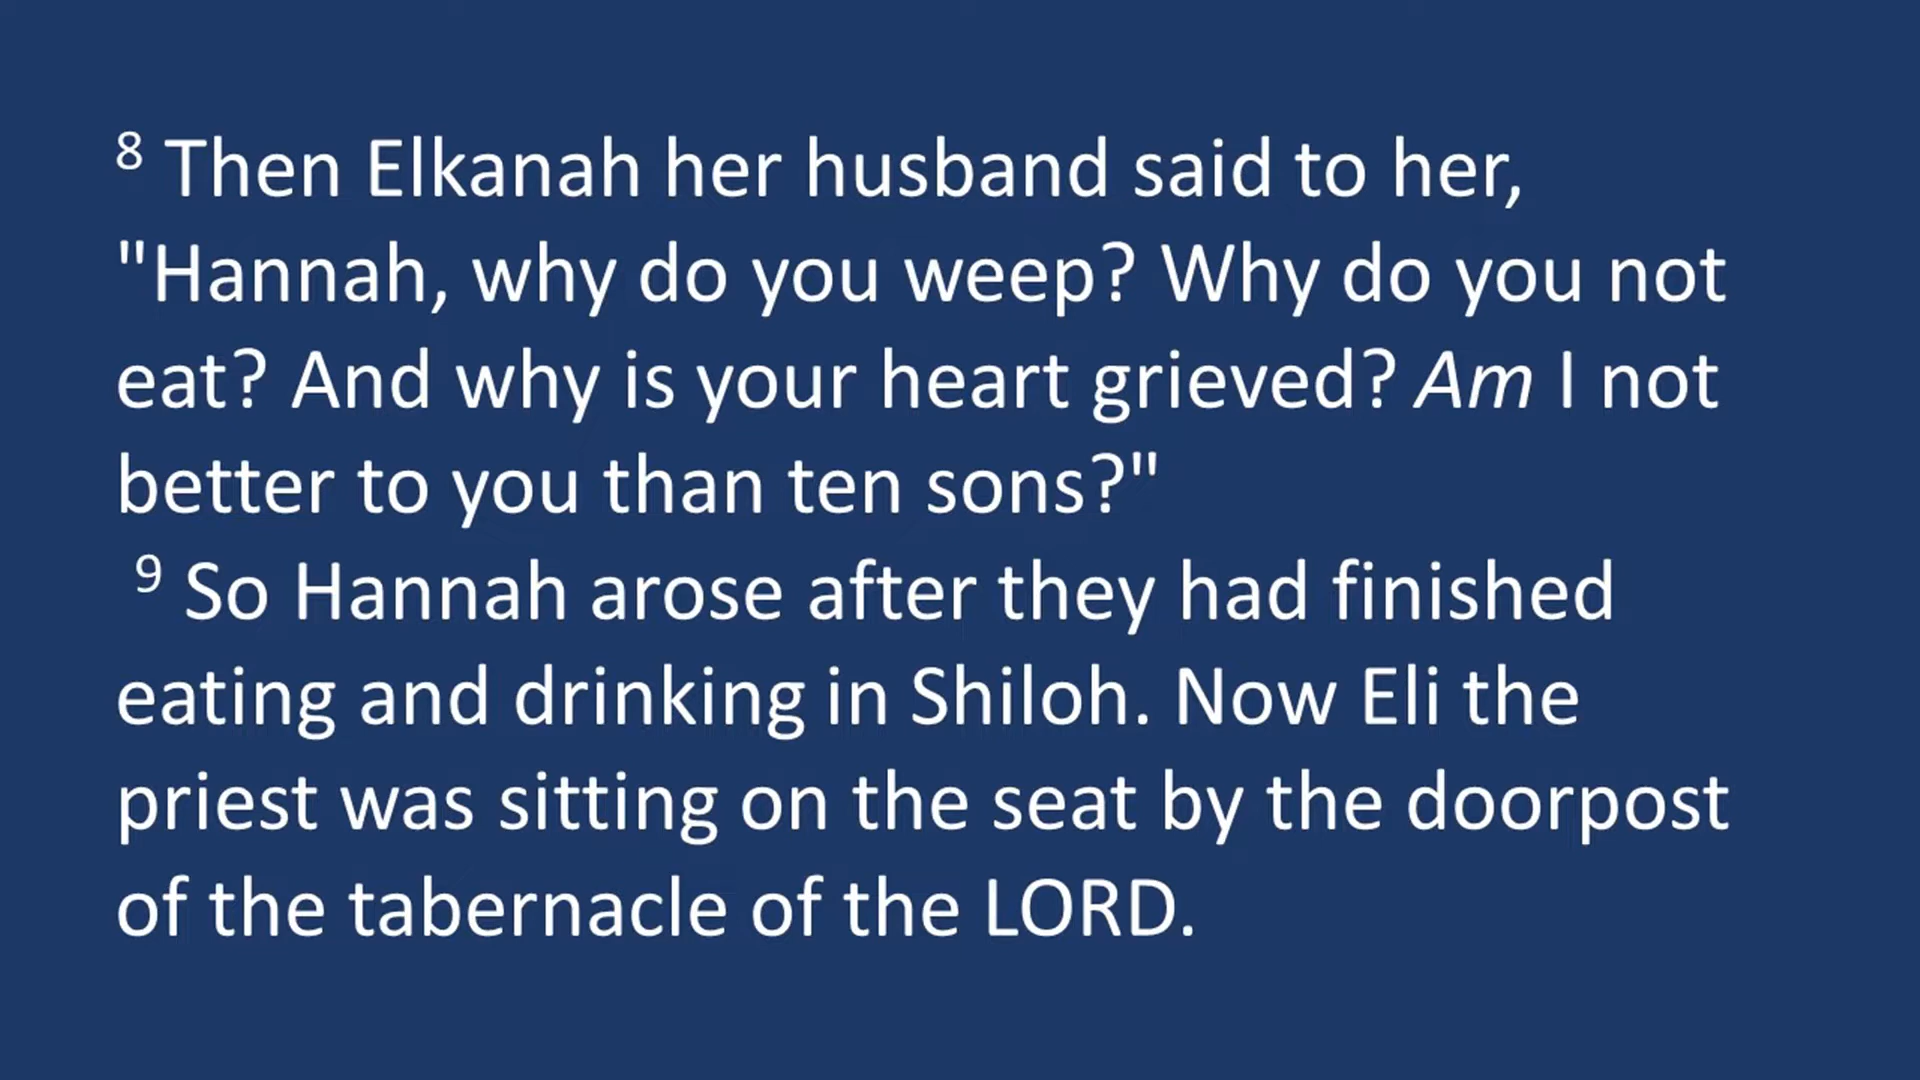 8 Then Elkanah her husband said to her,
"Hannah, why do you weep? Why do you not
eat? And why is your heart grieved? Am I not
better to you than ten sons?"
9 So Hannah arose after they had finished
eating and drinking in Shiloh. Now Eli the
priest was sitting on the seat by the doorpost
of the tabernacle of the LORD.